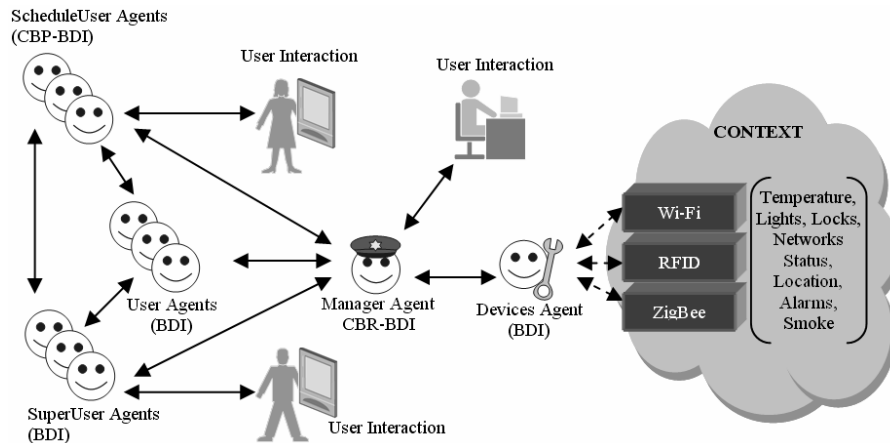 ScheduleUser Agents
(CBP-BDI)
User Interaction
User Interaction
CONTEXT
Wi-Fi
RFID
ZigBee
Temperature,
Lights, Locks,
Networks
Status,
Location,
Alarms,
Smoke
User Agents
(BDI)
Manager Agent
CBR-BDI
Devices Agent
(BDI)
SuperUser Agents
(BDI)
User Interaction